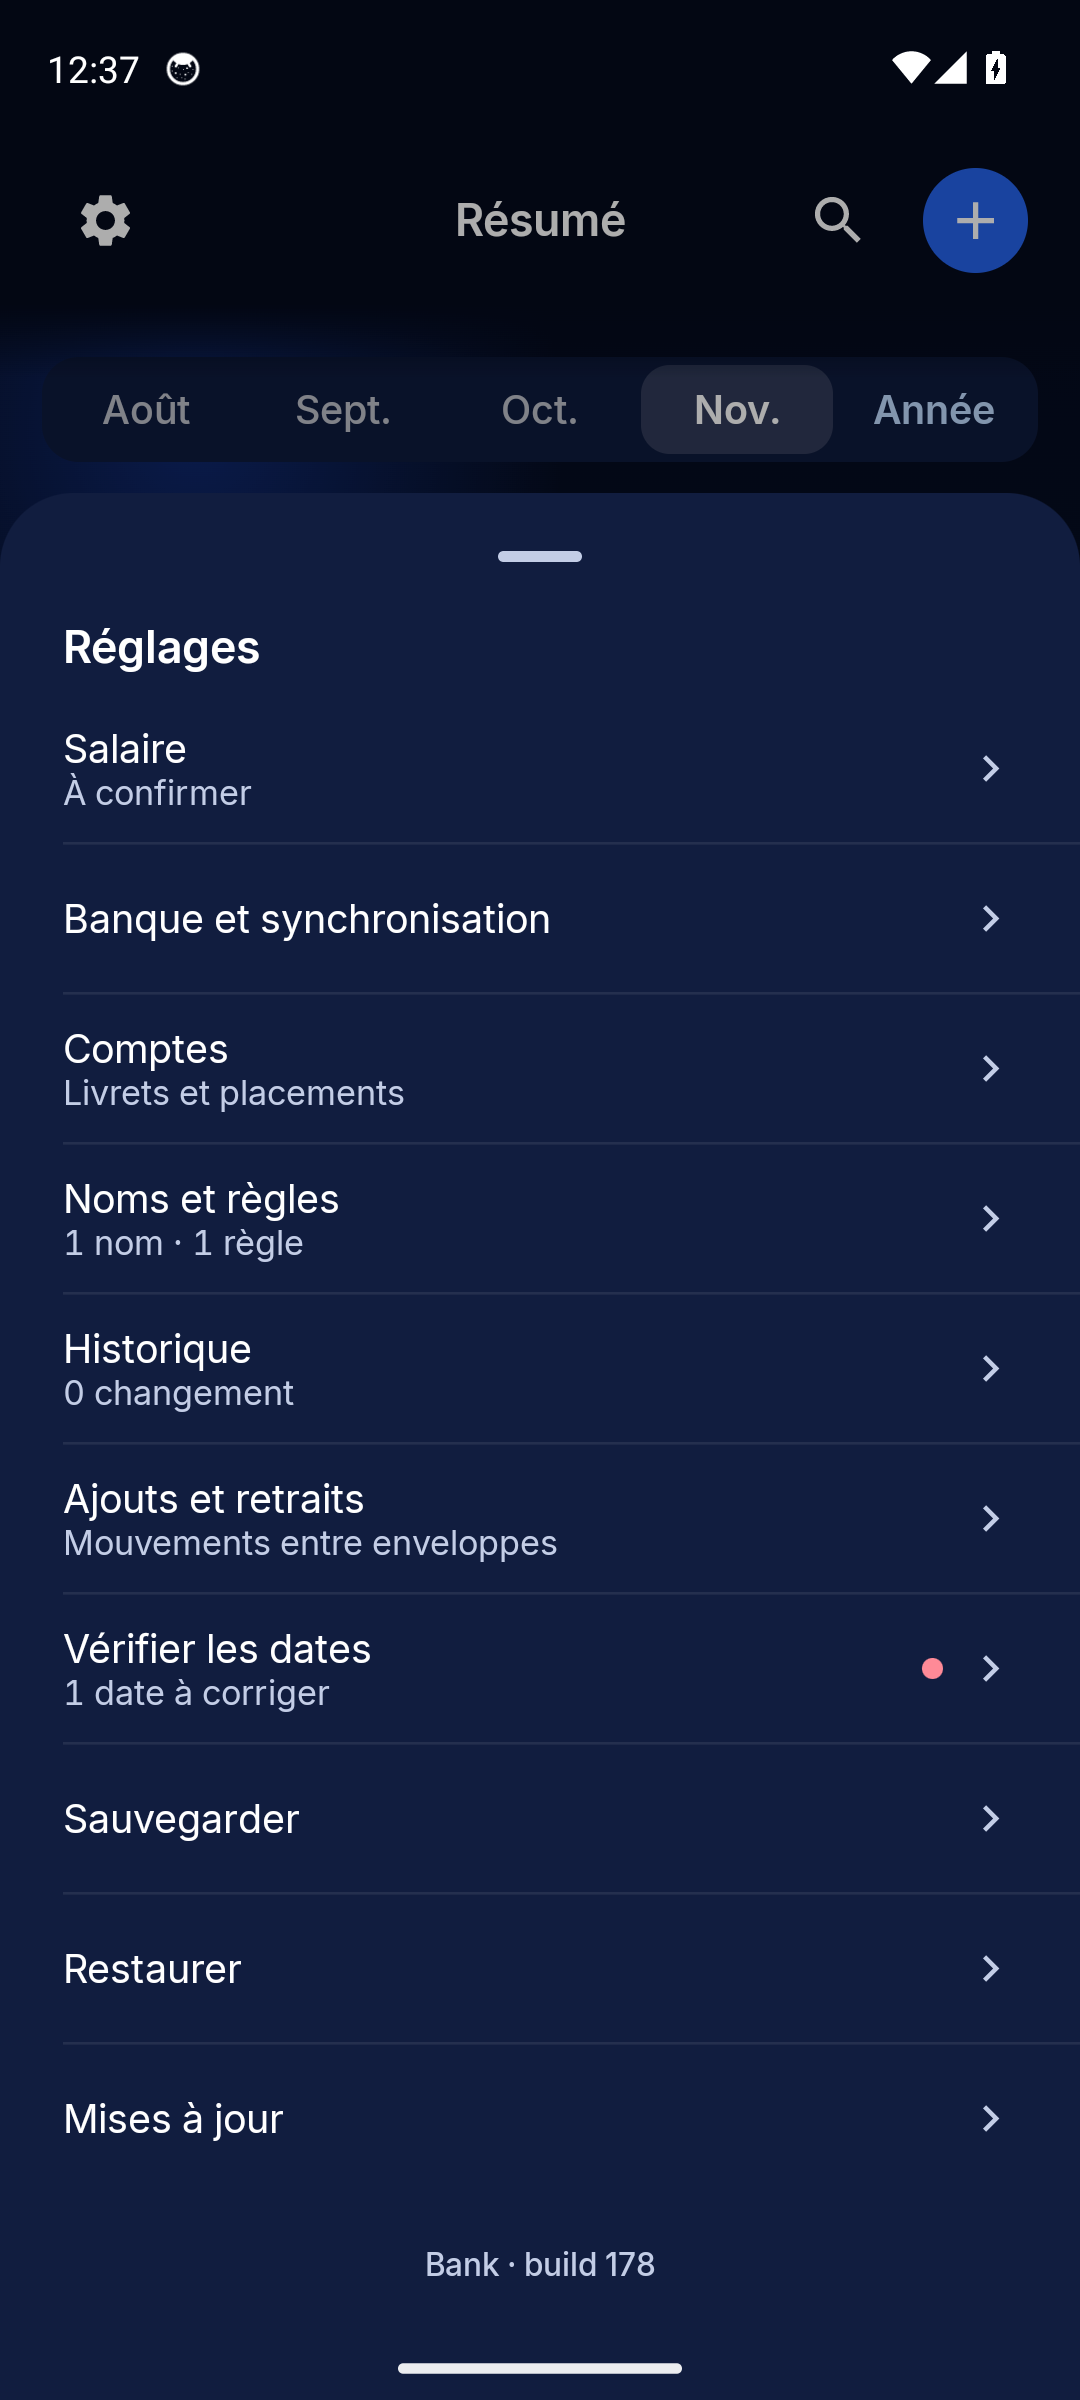 12:37
Résumé
Août Sept. Oct. Nov. Année
Réglages
Salaire
À confirmer
Banque et synchronisation
Comptes
Livrets et placements
Noms et règles
1 nom · 1 règle
Historique
0 changement
Ajouts et retraits
Mouvements entre enveloppes
Vérifier les dates
1 date à corriger
Sauvegarder
Restaurer
Mises à jour
Bank · build 178